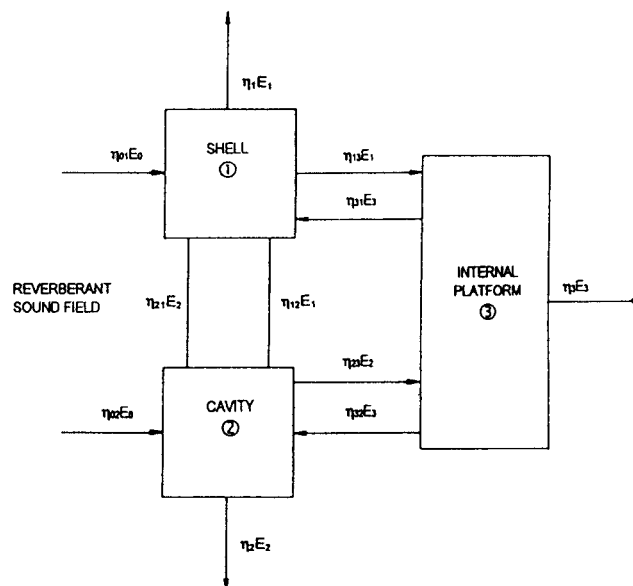 η₁E₁
SHELL
①
η₀₁E₀
η₁₃E₁
η₃₁E₃
INTERNAL
PLATFORM
③
η₃E₃
REVERBERANT
SOUND FIELD
η₂₁E₂
η₁₂E₁
η₂₃E₂
CAVITY
②
η₀₂E₀
η₃₂E₃
η₂E₂